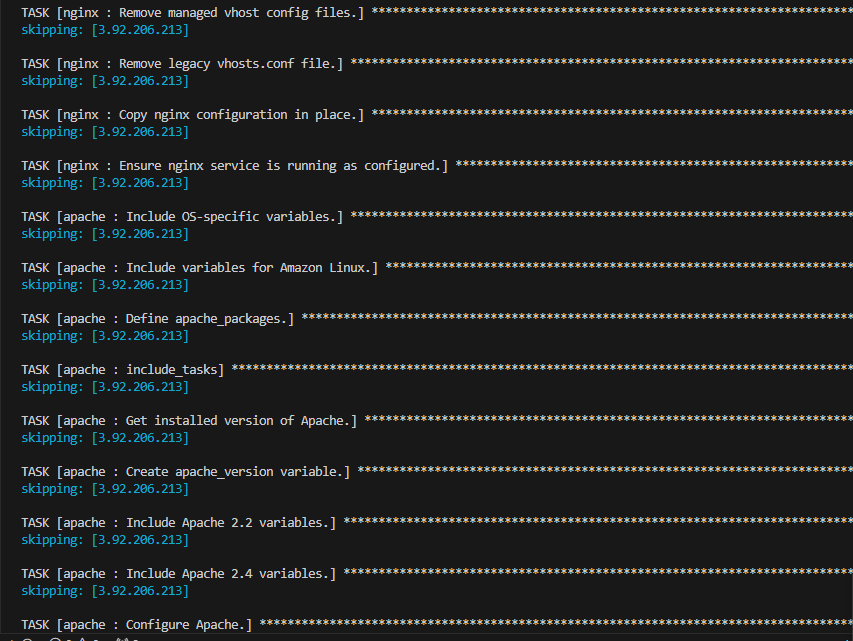 TASK [nginx : Remove managed vhost config files.] *********************************************************************
skipping: [3.92.206.213]
TASK [nginx : Remove legacy vhosts.conf file.] ************************************************************************
skipping: [3.92.206.213]
TASK [nginx : Copy nginx configuration in place.] *********************************************************************
skipping: [3.92.206.213]
TASK [nginx : Ensure nginx service is running as configured.] *********************************************************
skipping: [3.92.206.213]
TASK [apache : Include OS-specific variables.] ************************************************************************
skipping: [3.92.206.213]
TASK [apache : Include variables for Amazon Linux.] *******************************************************************
skipping: [3.92.206.213]
TASK [apache : Define apache_packages.] *******************************************************************************
skipping: [3.92.206.213]
TASK [apache : include_tasks] *****************************************************************************************
skipping: [3.92.206.213]
TASK [apache : Get installed version of Apache.] **********************************************************************
skipping: [3.92.206.213]
TASK [apache : Create apache_version variable.] ***********************************************************************
skipping: [3.92.206.213]
TASK [apache : Include Apache 2.2 variables.] *************************************************************************
skipping: [3.92.206.213]
TASK [apache : Include Apache 2.4 variables.] *************************************************************************
skipping: [3.92.206.213]
TASK [apache : Configure Apache.] *************************************************************************************